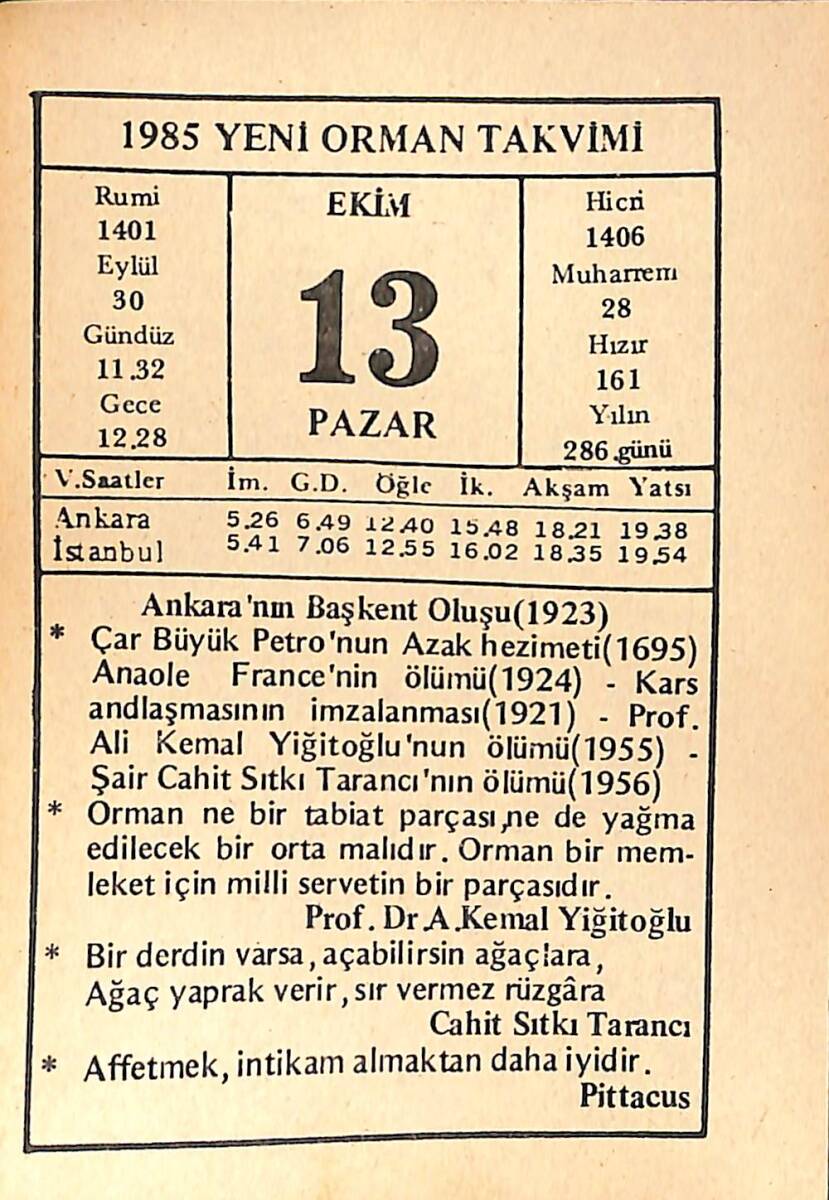 1985 YENİ ORMAN TAKVİMİ
Rumi
1401
Eylül
30
Gündüz
11.32
Gece
12.28
EKİM
13
PAZAR
Hicri
1406
Muharrem
28
Hızır
161
Yılın
286.günü
V.Saatler İm. G.D. Öğle İk. Akşam Yatsı
Ankara 5.26 6.49 12.40 15.48 18.21 19.38
İstanbul 5.41 7.06 12.55 16.02 18.35 19.54
Ankara'nın Başkent Oluşu(1923)
* Çar Büyük Petro'nun Azak hezimeti(1695)
Anaole France'nin ölümü(1924) - Kars
andlaşmasının imzalanması(1921) - Prof.
Ali Kemal Yiğitoğlu'nun ölümü(1955) -
Şair Cahit Sıtkı Tarancı'nın ölümü(1956)
* Orman ne bir tabiat parçası,ne de yağma
edilecek bir orta malıdır. Orman bir mem-
leket için milli servetin bir parçasıdır.
Prof. Dr.A.Kemal Yiğitoğlu
* Bir derdin varsa, açabilirsin ağaçlara,
Ağaç yaprak verir, sır vermez rüzgâra
Cahit Sıtkı Tarancı
* Affetmek, intikam almaktan daha iyidir.
Pittacus